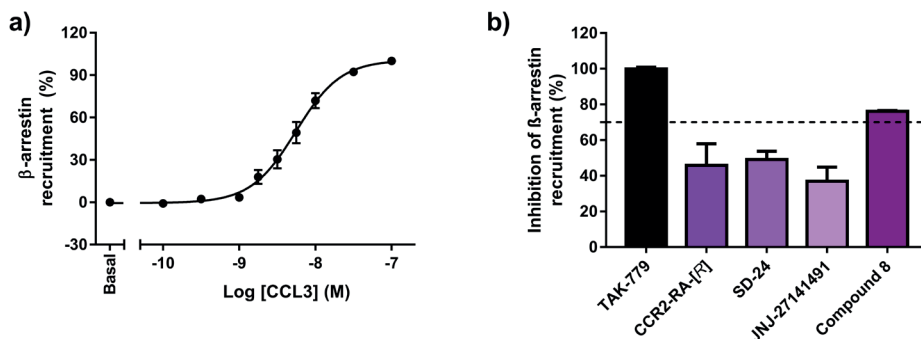 a)
120
90
60
30
0
-30
β-arrestin
recruitment (%)
Basal
-10
-9
-8
-7
Log [CCL3] (M)
b)
120
100
80
60
40
20
0
Inhibition of ß-arrestin
recruitment (%)
TAK-779
CCR2-RA-[R]
SD-24
JNJ-27141491
Compound 8